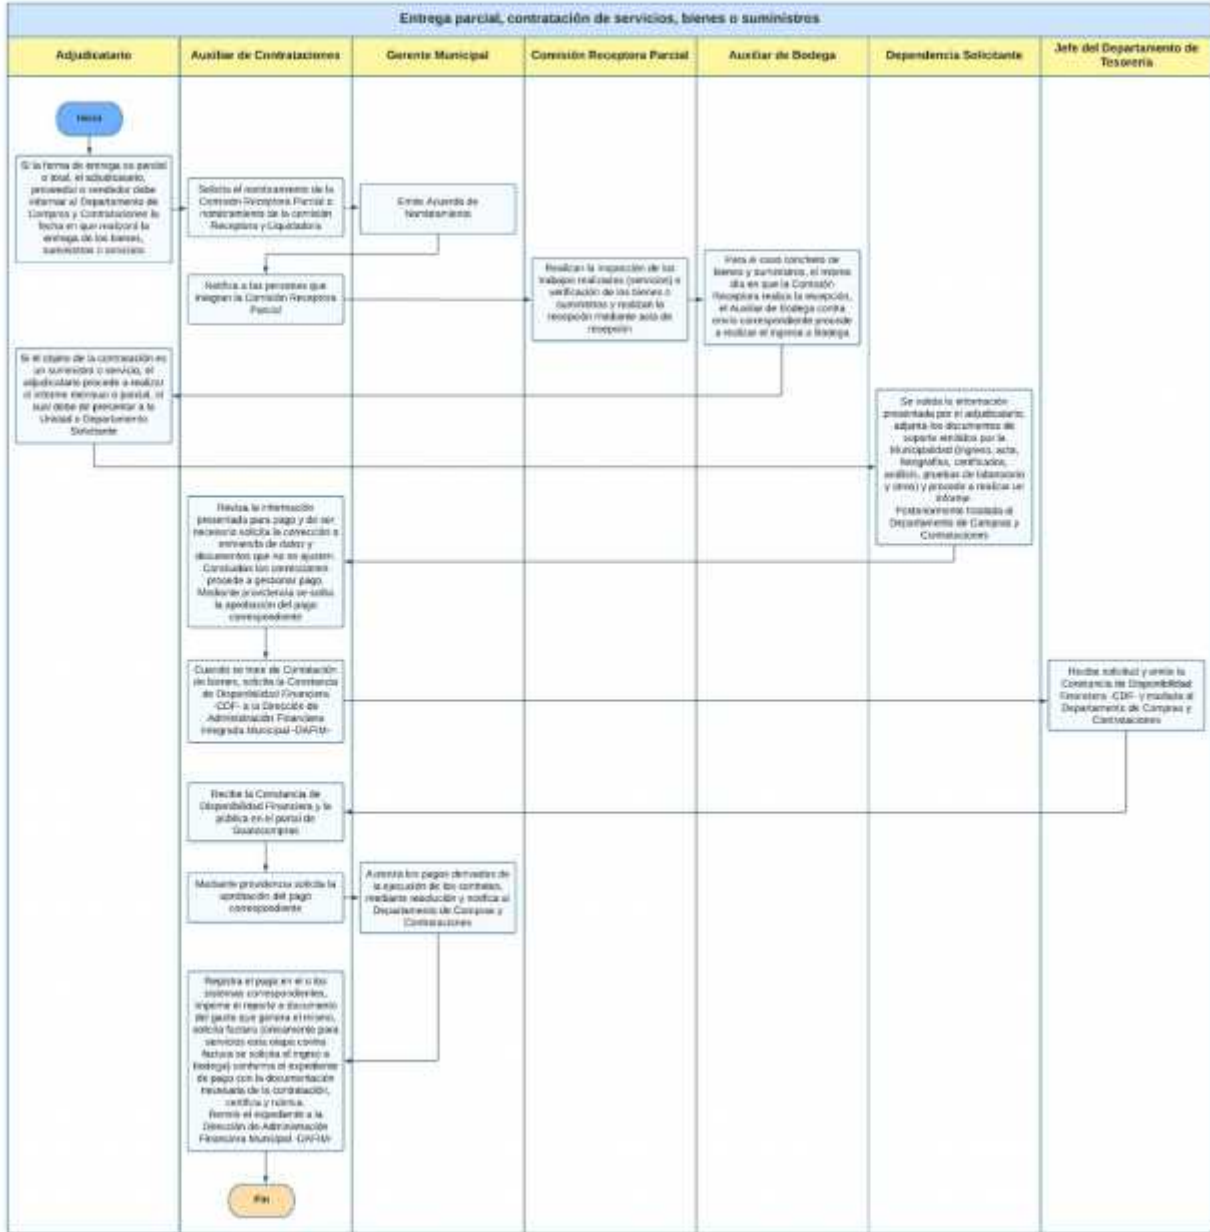 Entrega parcial, contratación de servicios, bienes o suministros
Adjudicatario
Auxiliar de Contrataciones
Gerente Municipal
Comisión Receptora Parcial
Auxiliar de Bodega
Dependencia Solicitante
Jefe del Departamento de
Tesorería
Inicio
Si la forma de entrega es parcial
o total, el adjudicatario,
proveedor o vendedor debe
informar al Departamento de
Compras y Contrataciones la
fecha en que realizará la
entrega de los bienes,
suministros o servicios
Solicita el nombramiento de la
Comisión Receptora Parcial o
nombramiento de la comisión
Receptora y Liquidadora
Emite Acuerdo de
Nombramiento
Notifica a las personas que
integran la Comisión Receptora
Parcial
Realizan la inspección de los
trabajos realizados (servicios) o
verificación de los bienes o
suministros y realizan la
recepción mediante acta de
recepción
Para el caso concreto de
bienes y suministros, el mismo
día en que la Comisión
Receptora realiza la recepción,
el Auxiliar de Bodega contra
envío correspondiente procede
a realizar el ingreso a Bodega
Si el objeto de la contratación es
un suministro o servicio, el
adjudicatario procede a realizar
el informe mensual o parcial, el
cual debe de presentar a la
Unidad o Departamento
Solicitante
Se valida la información
presentada por el adjudicatario,
adjunta los documentos de
soporte emitidos por la
Municipalidad (ingreso, acta,
fotografías, certificados,
análisis, pruebas de laboratorio
y otros) y procede a realizar un
informe
Posteriormente traslada al
Departamento de Compras y
Contrataciones
Revisa la información
presentada para pago y de ser
necesario solicita la corrección o
enmienda de datos y
documentos que no se ajusten.
Concluidas las correcciones
procede a gestionar pago.
Mediante providencia se solicita
la aprobación del pago
correspondiente
Cuando se trate de Contratación
de bienes, solicita la Constancia
de Disponibilidad Financiera
-CDF- a la Dirección de
Administración Financiera
Integrada Municipal -DAFIM-
Recibe solicitud y emite la
Constancia de Disponibilidad
Financiera -CDF- y traslada al
Departamento de Compras y
Contrataciones
Recibe la Constancia de
Disponibilidad Financiera y la
publica en el portal de
Guatecompras
Mediante providencia solicita la
aprobación del pago
correspondiente
Autoriza los pagos derivados de
la ejecución de los contratos,
mediante resolución y notifica al
Departamento de Compras y
Contrataciones
Registra el pago en el o los
sistemas correspondientes,
imprime el reporte o documento
del gasto que genera el mismo,
solicita factura (únicamente para
servicios esta etapa contra
factura se solicita el ingreso a
Bodega) conforma el expediente
de pago con la documentación
necesaria de la contratación,
certifica y rubrica.
Remite el expediente a la
Dirección de Administración
Financiera Municipal -DAFIM-
Fin